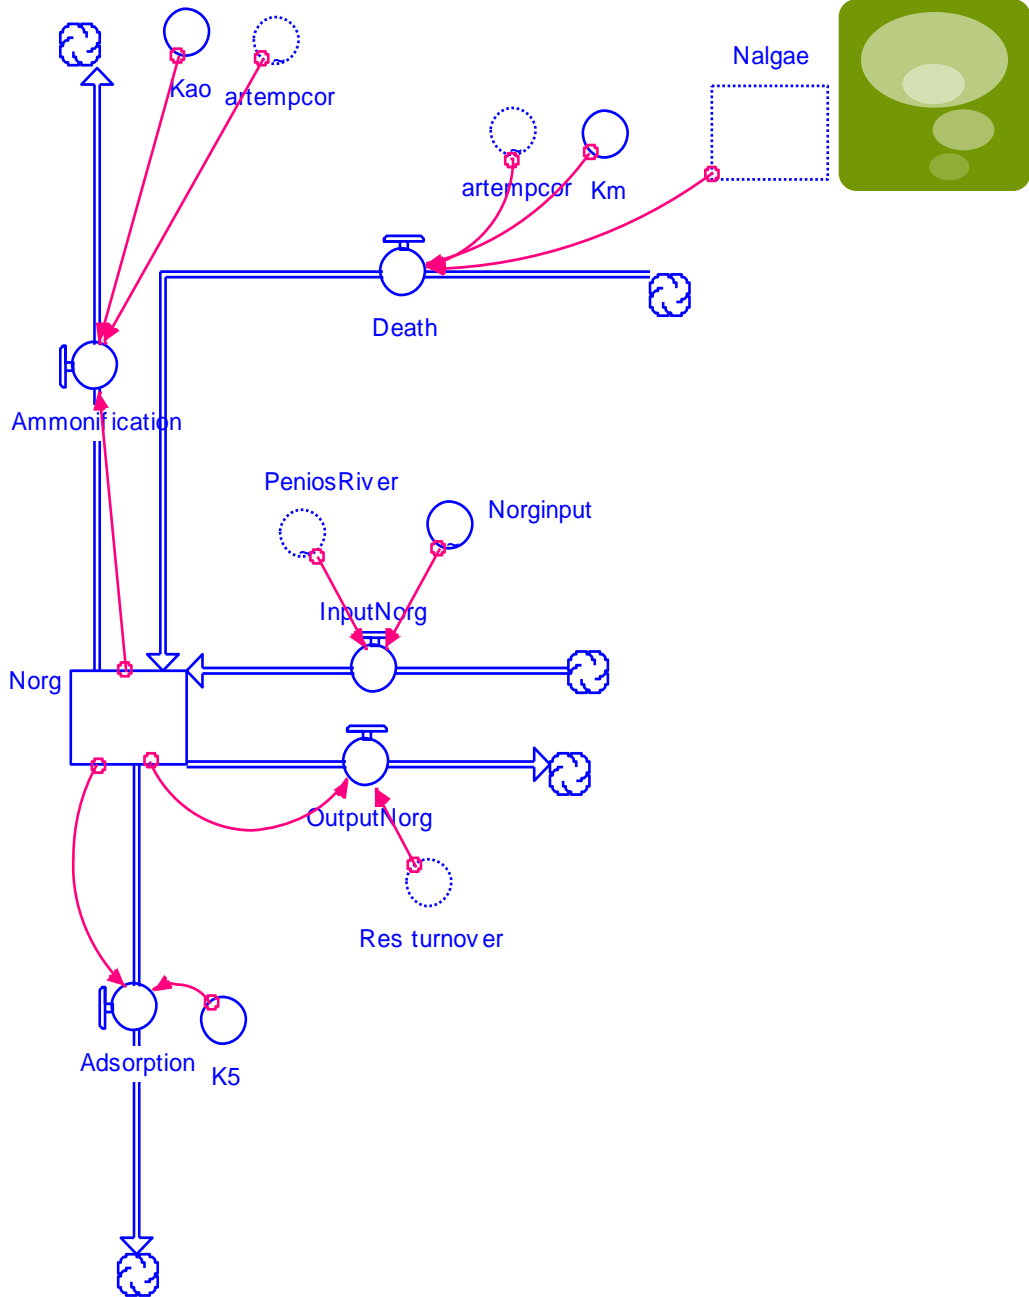 Nalgae
Kao
artempcor
artempcor
Km
Death
Ammonification
PeniosRiver
Norginput
InputNorg
Norg
OutputNorg
Res turnover
Adsorption
K5